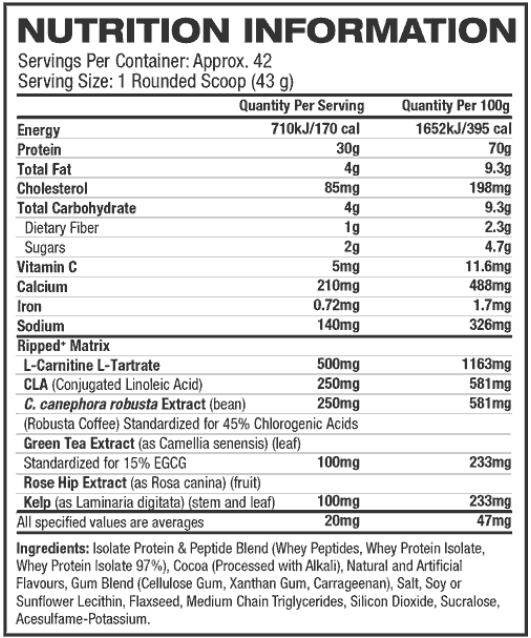 NUTRITION INFORMATION
Servings Per Container: Approx. 42
Serving Size: 1 Rounded Scoop (43 g)
Quantity Per Serving Quantity Per 100g
Energy 710kJ/170 cal 1652kJ/395 cal
Protein 30g 70g
Total Fat 4g 9.3g
Cholesterol 85mg 198mg
Total Carbohydrate 4g 9.3g
Dietary Fiber 1g 2.3g
Sugars 2g 4.7g
Vitamin C 5mg 11.6mg
Calcium 210mg 488mg
Iron 0.72mg 1.7mg
Sodium 140mg 326mg
Ripped⁺ Matrix
L-Carnitine L-Tartrate 500mg 1163mg
CLA (Conjugated Linoleic Acid) 250mg 581mg
C. canephora robusta Extract (bean) 250mg 581mg
(Robusta Coffee) Standardized for 45% Chlorogenic Acids
Green Tea Extract (as Camellia senensis) (leaf)
Standardized for 15% EGCG 100mg 233mg
Rose Hip Extract (as Rosa canina) (fruit)
Kelp (as Laminaria digitata) (stem and leaf) 100mg 233mg
All specified values are averages 20mg 47mg
Ingredients: Isolate Protein & Peptide Blend (Whey Peptides, Whey Protein Isolate,
Whey Protein Isolate 97%), Cocoa (Processed with Alkali), Natural and Artificial
Flavours, Gum Blend (Cellulose Gum, Xanthan Gum, Carrageenan), Salt, Soy or
Sunflower Lecithin, Flaxseed, Medium Chain Triglycerides, Silicon Dioxide, Sucralose,
Acesulfame-Potassium.